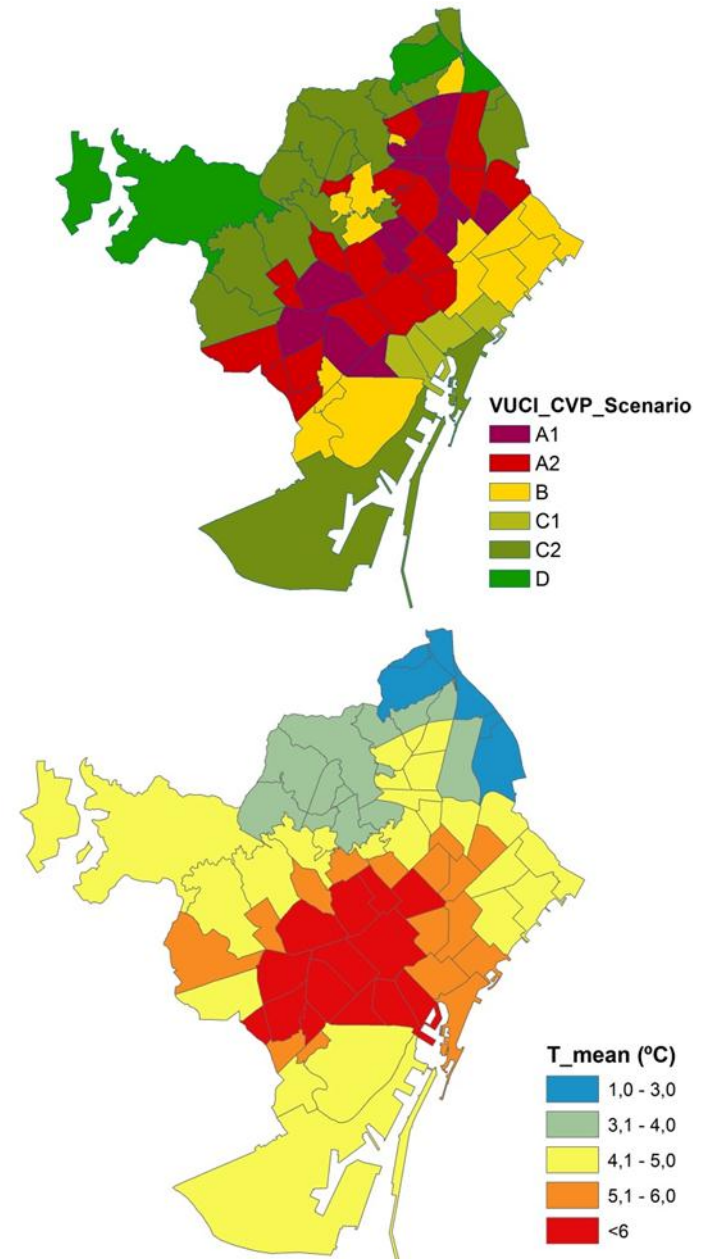 VUCI_CVP_Scenario
A1
A2
B
C1
C2
D
T_mean (ºC)
1,0 - 3,0
3,1 - 4,0
4,1 - 5,0
5,1 - 6,0
<6